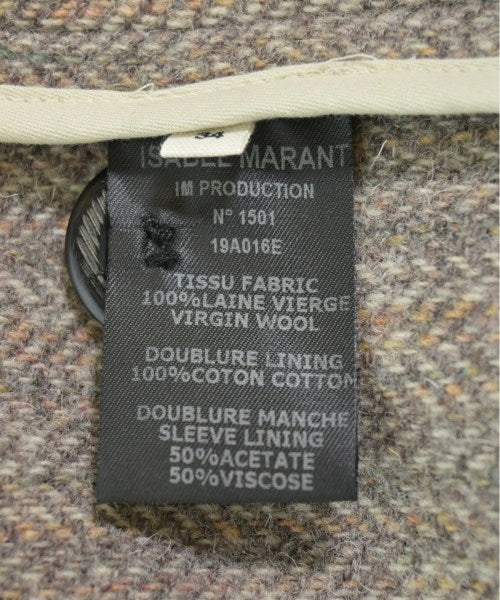 34
ISABEL MARANT
IM PRODUCTION
N° 1501
19A016E
TISSU FABRIC
100%LAINE VIERGE
VIRGIN WOOL
DOUBLURE LINING
100%COTON COTTON
DOUBLURE MANCHE
SLEEVE LINING
50%ACETATE
50%VISCOSE